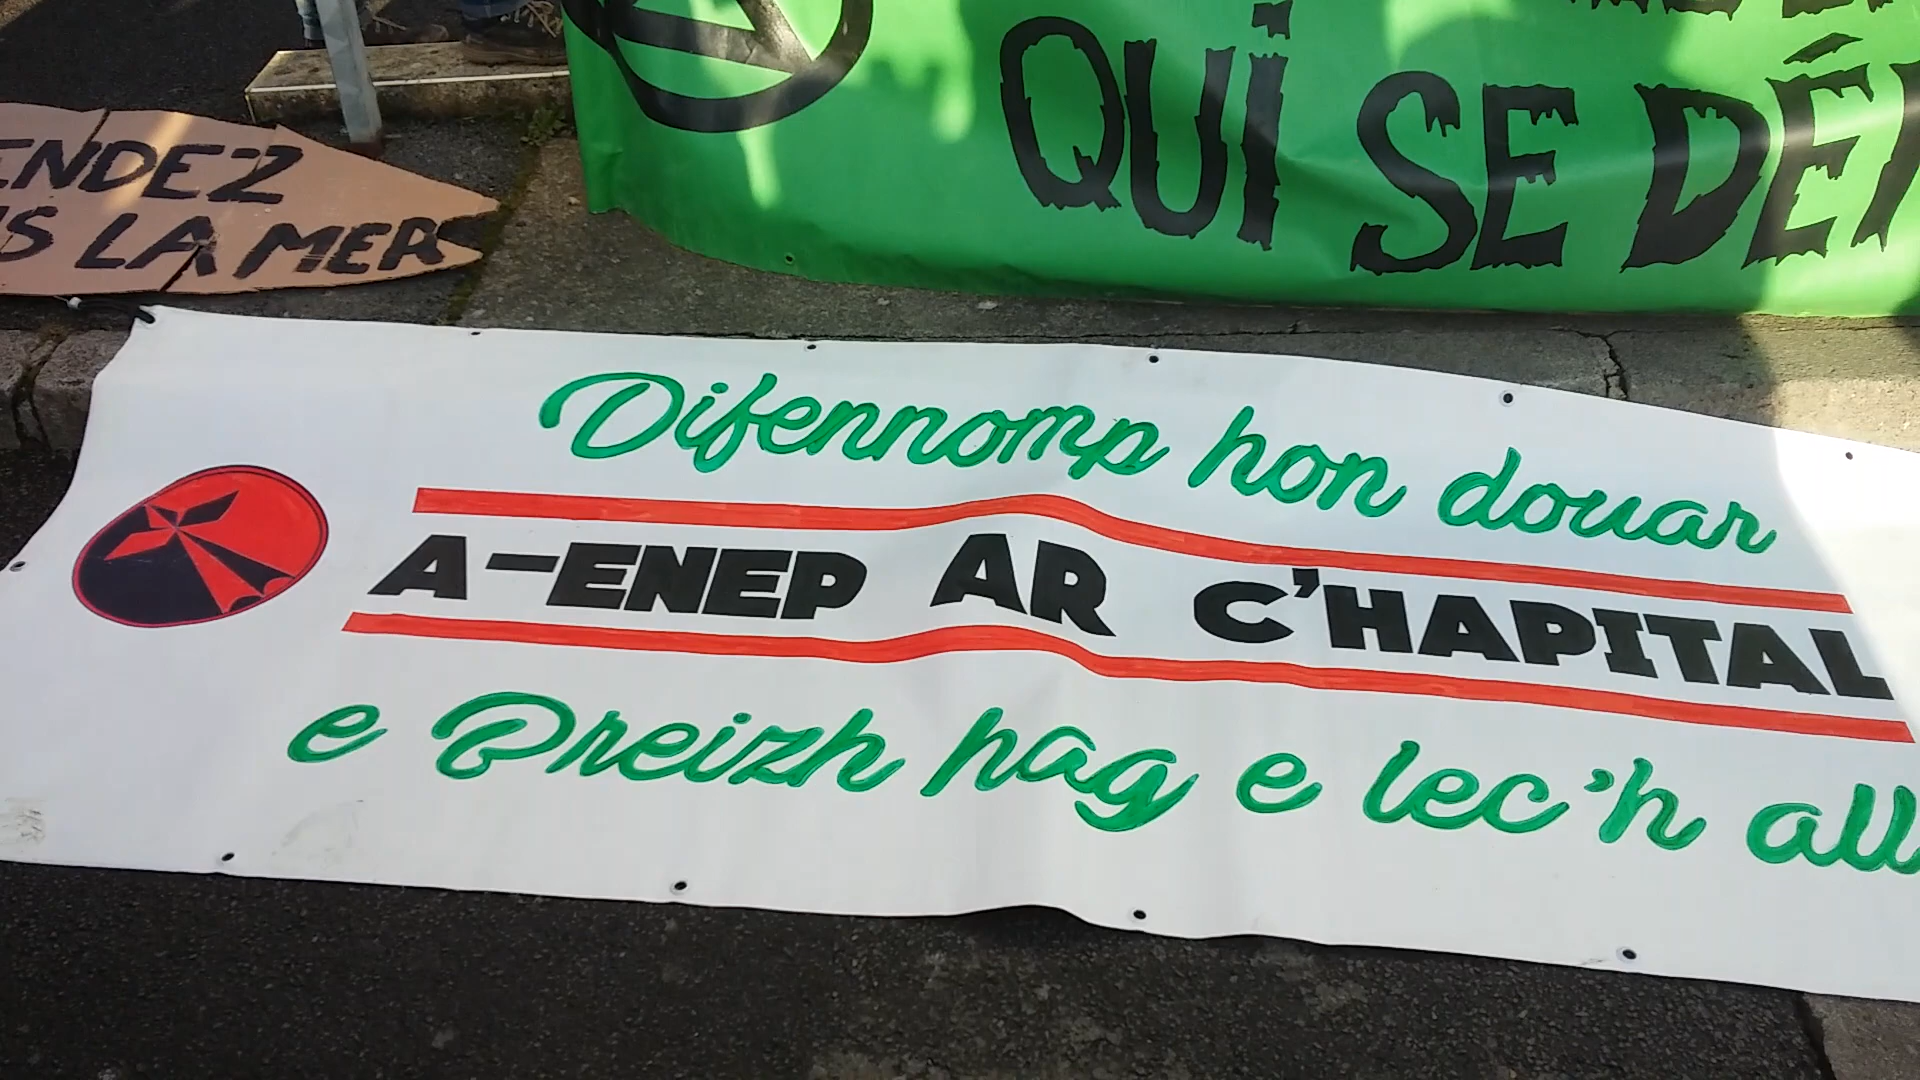 QUI SE DÉ
ENDEZ
S LA MER
Difennomp hon douar
A-ENEP AR C'HAPITAL
e Breizh hag e lec'h all